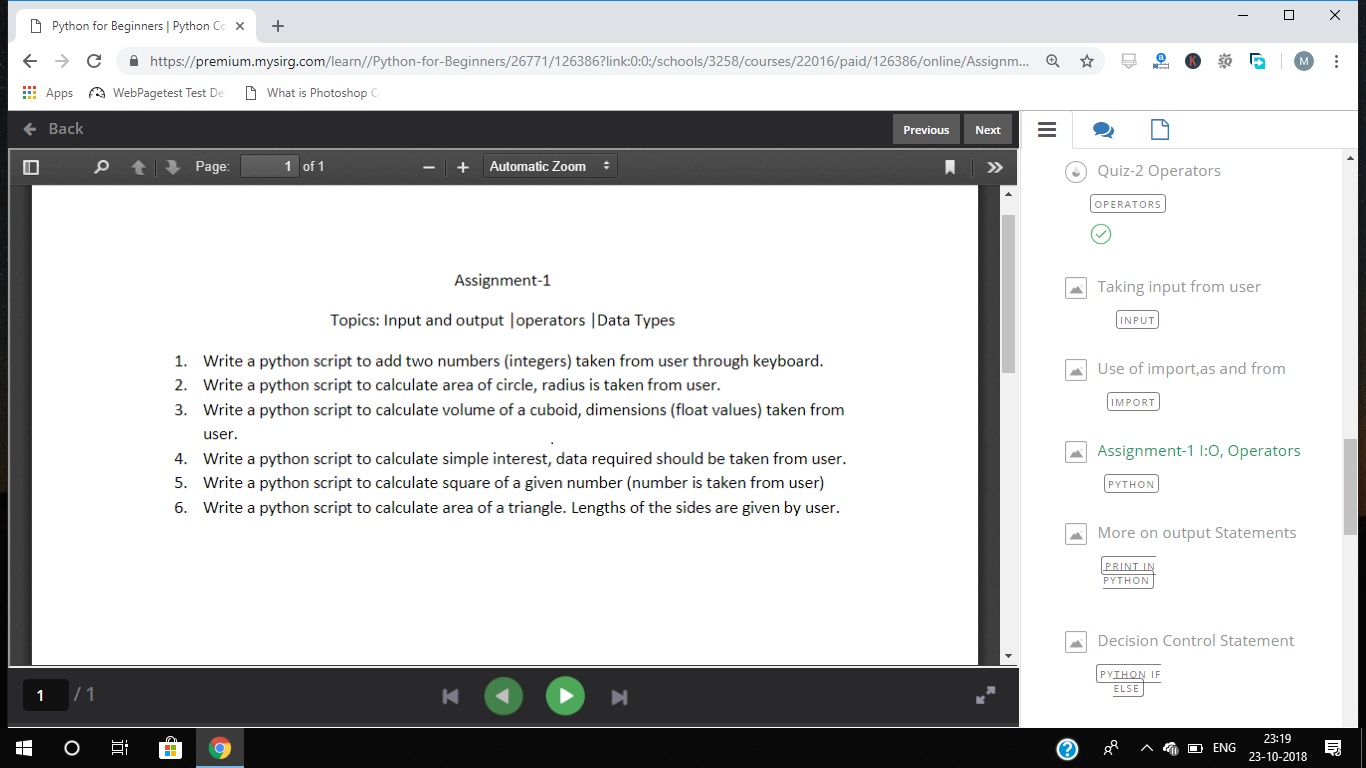 Python for Beginners | Python Co
https://premium.mysirg.com/learn//Python-for-Beginners/26771/126386?link:0:0:/schools/3258/courses/22016/paid/126386/online/Assignm...
M
Apps
WebPagetest Test De
What is Photoshop C
Back
Previous
Next
Page: 1 of 1
Automatic Zoom
Assignment-1
Topics: Input and output |operators |Data Types
1. Write a python script to add two numbers (integers) taken from user through keyboard.
2. Write a python script to calculate area of circle, radius is taken from user.
3. Write a python script to calculate volume of a cuboid, dimensions (float values) taken from
user.
4. Write a python script to calculate simple interest, data required should be taken from user.
5. Write a python script to calculate square of a given number (number is taken from user)
6. Write a python script to calculate area of a triangle. Lengths of the sides are given by user.
1 / 1
Quiz-2 Operators
OPERATORS
Taking input from user
INPUT
Use of import,as and from
IMPORT
Assignment-1 I:O, Operators
PYTHON
More on output Statements
PRINT IN
PYTHON
Decision Control Statement
PYTHON IF
ELSE
ENG
23:19
23-10-2018